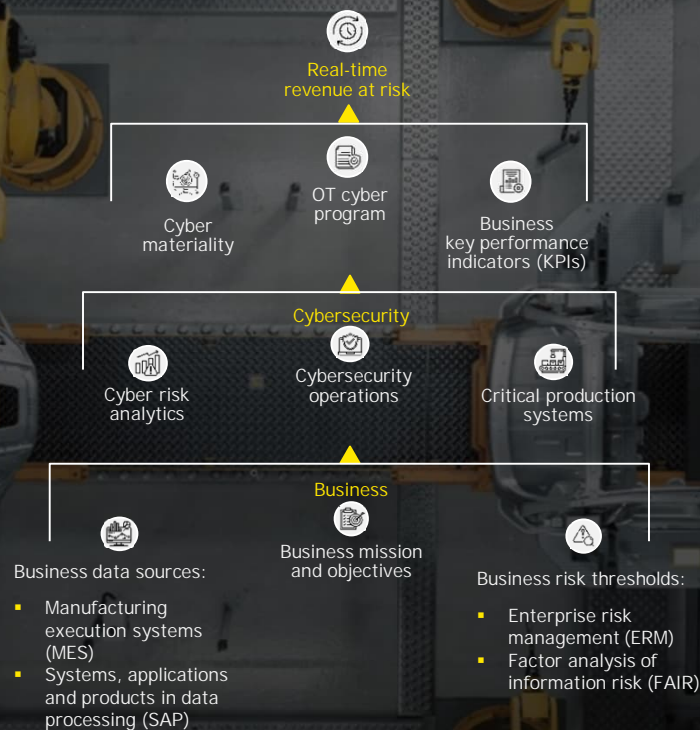 Real-time
revenue at risk
Cyber
materiality
OT cyber
program
Business
key performance
indicators (KPIs)
Cybersecurity
Cyber risk
analytics
Cybersecurity
operations
Critical production
systems
Business
Business data sources:
Manufacturing
execution systems
(MES)
Systems, applications
and products in data
processing (SAP)
Business mission
and objectives
Business risk thresholds:
Enterprise risk
management (ERM)
Factor analysis of
information risk (FAIR)